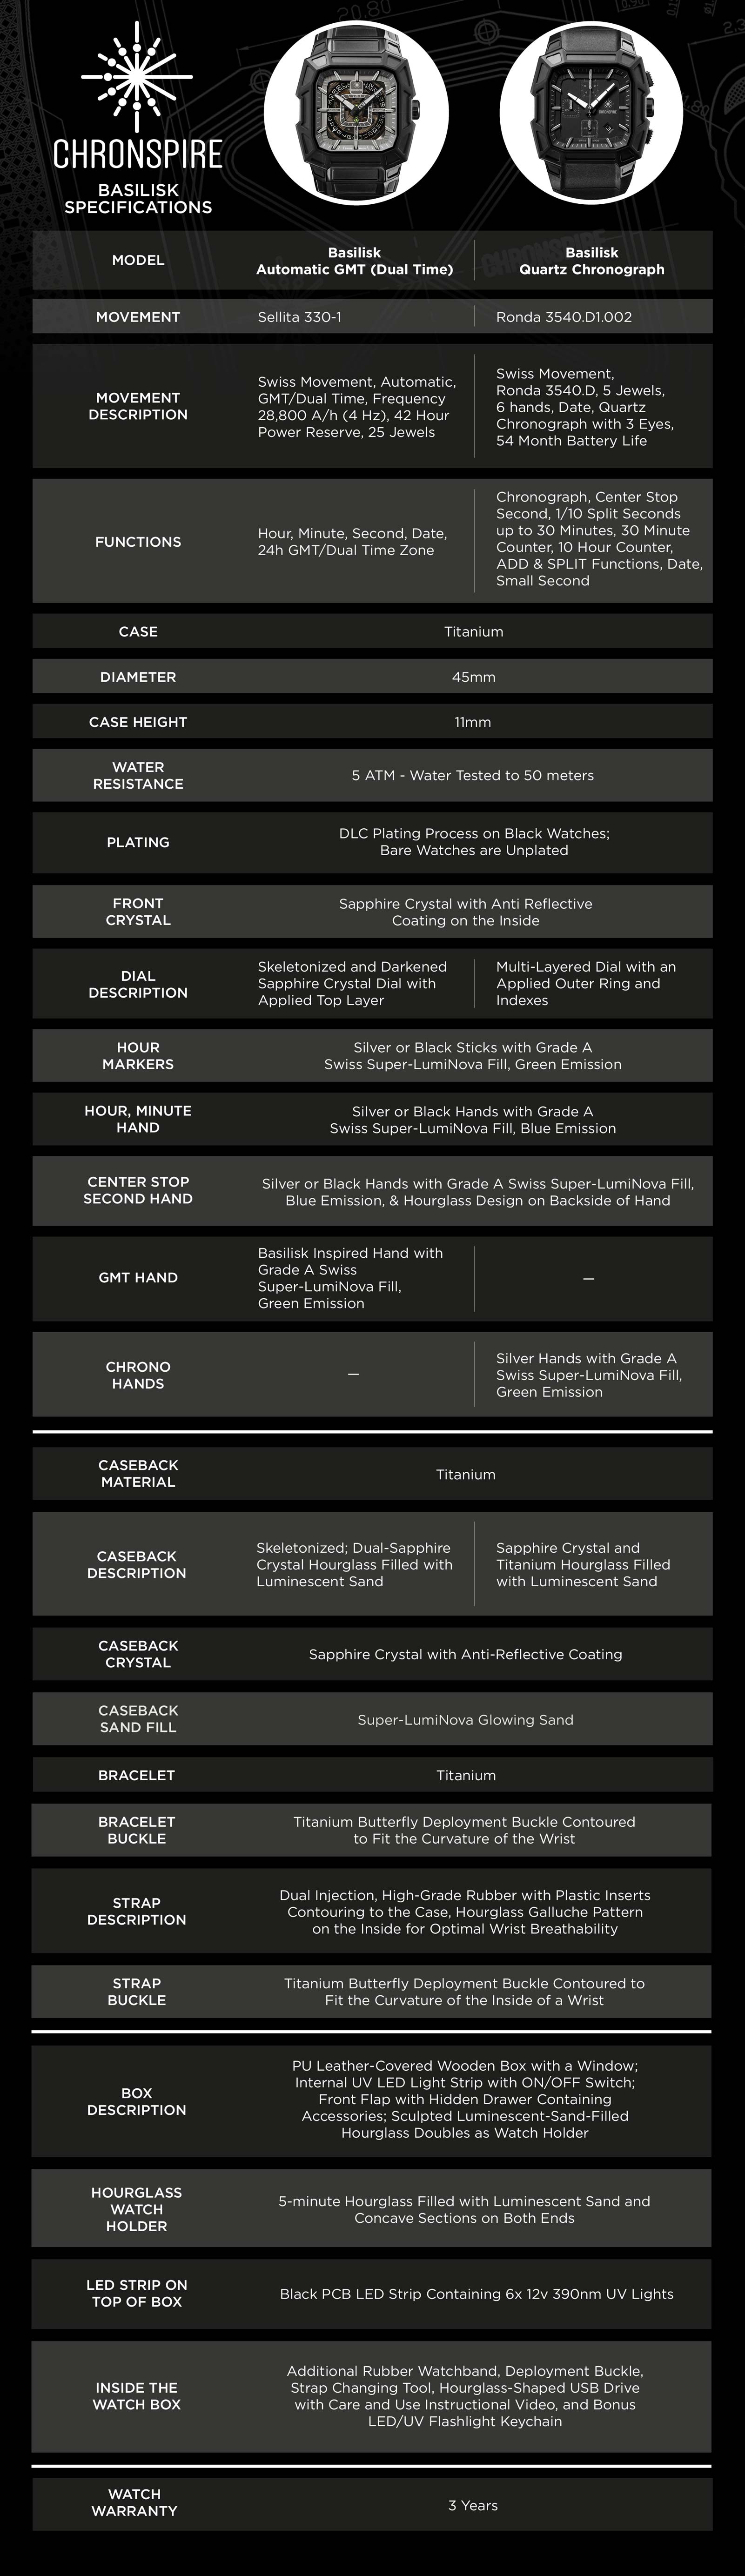 CHRONSPIRE
BASILISK
SPECIFICATIONS
MODEL
Basilisk
Automatic GMT (Dual Time)
Basilisk
Quartz Chronograph
MOVEMENT
Sellita 330-1
Ronda 3540.D1.002
MOVEMENT
DESCRIPTION
Swiss Movement, Automatic,
GMT/Dual Time, Frequency
28,800 A/h (4 Hz), 42 Hour
Power Reserve, 25 Jewels
Swiss Movement,
Ronda 3540.D, 5 Jewels,
6 hands, Date, Quartz
Chronograph with 3 Eyes,
54 Month Battery Life
FUNCTIONS
Hour, Minute, Second, Date,
24h GMT/Dual Time Zone
Chronograph, Center Stop
Second, 1/10 Split Seconds
up to 30 Minutes, 30 Minute
Counter, 10 Hour Counter,
ADD & SPLIT Functions, Date,
Small Second
CASE
Titanium
DIAMETER
45mm
CASE HEIGHT
11mm
WATER
RESISTANCE
5 ATM - Water Tested to 50 meters
PLATING
DLC Plating Process on Black Watches;
Bare Watches are Unplated
FRONT
CRYSTAL
Sapphire Crystal with Anti Reflective
Coating on the Inside
DIAL
DESCRIPTION
Skeletonized and Darkened
Sapphire Crystal Dial with
Applied Top Layer
Multi-Layered Dial with an
Applied Outer Ring and
Indexes
HOUR
MARKERS
Silver or Black Sticks with Grade A
Swiss Super-LumiNova Fill, Green Emission
HOUR, MINUTE
HAND
Silver or Black Hands with Grade A
Swiss Super-LumiNova Fill, Blue Emission
CENTER STOP
SECOND HAND
Silver or Black Hands with Grade A Swiss Super-LumiNova Fill,
Blue Emission, & Hourglass Design on Backside of Hand
GMT HAND
Basilisk Inspired Hand with
Grade A Swiss
Super-LumiNova Fill,
Green Emission
—
CHRONO
HANDS
—
Silver Hands with Grade A
Swiss Super-LumiNova Fill,
Green Emission
CASEBACK
MATERIAL
Titanium
CASEBACK
DESCRIPTION
Skeletonized; Dual-Sapphire
Crystal Hourglass Filled with
Luminescent Sand
Sapphire Crystal and
Titanium Hourglass Filled
with Luminescent Sand
CASEBACK
CRYSTAL
Sapphire Crystal with Anti-Reflective Coating
CASEBACK
SAND FILL
Super-LumiNova Glowing Sand
BRACELET
Titanium
BRACELET
BUCKLE
Titanium Butterfly Deployment Buckle Contoured
to Fit the Curvature of the Wrist
STRAP
DESCRIPTION
Dual Injection, High-Grade Rubber with Plastic Inserts
Contouring to the Case, Hourglass Galluche Pattern
on the Inside for Optimal Wrist Breathability
STRAP
BUCKLE
Titanium Butterfly Deployment Buckle Contoured to
Fit the Curvature of the Inside of a Wrist
BOX
DESCRIPTION
PU Leather-Covered Wooden Box with a Window;
Internal UV LED Light Strip with ON/OFF Switch;
Front Flap with Hidden Drawer Containing
Accessories; Sculpted Luminescent-Sand-Filled
Hourglass Doubles as Watch Holder
HOURGLASS
WATCH
HOLDER
5-minute Hourglass Filled with Luminescent Sand and
Concave Sections on Both Ends
LED STRIP ON
TOP OF BOX
Black PCB LED Strip Containing 6x 12v 390nm UV Lights
INSIDE THE
WATCH BOX
Additional Rubber Watchband, Deployment Buckle,
Strap Changing Tool, Hourglass-Shaped USB Drive
with Care and Use Instructional Video, and Bonus
LED/UV Flashlight Keychain
WATCH
WARRANTY
3 Years